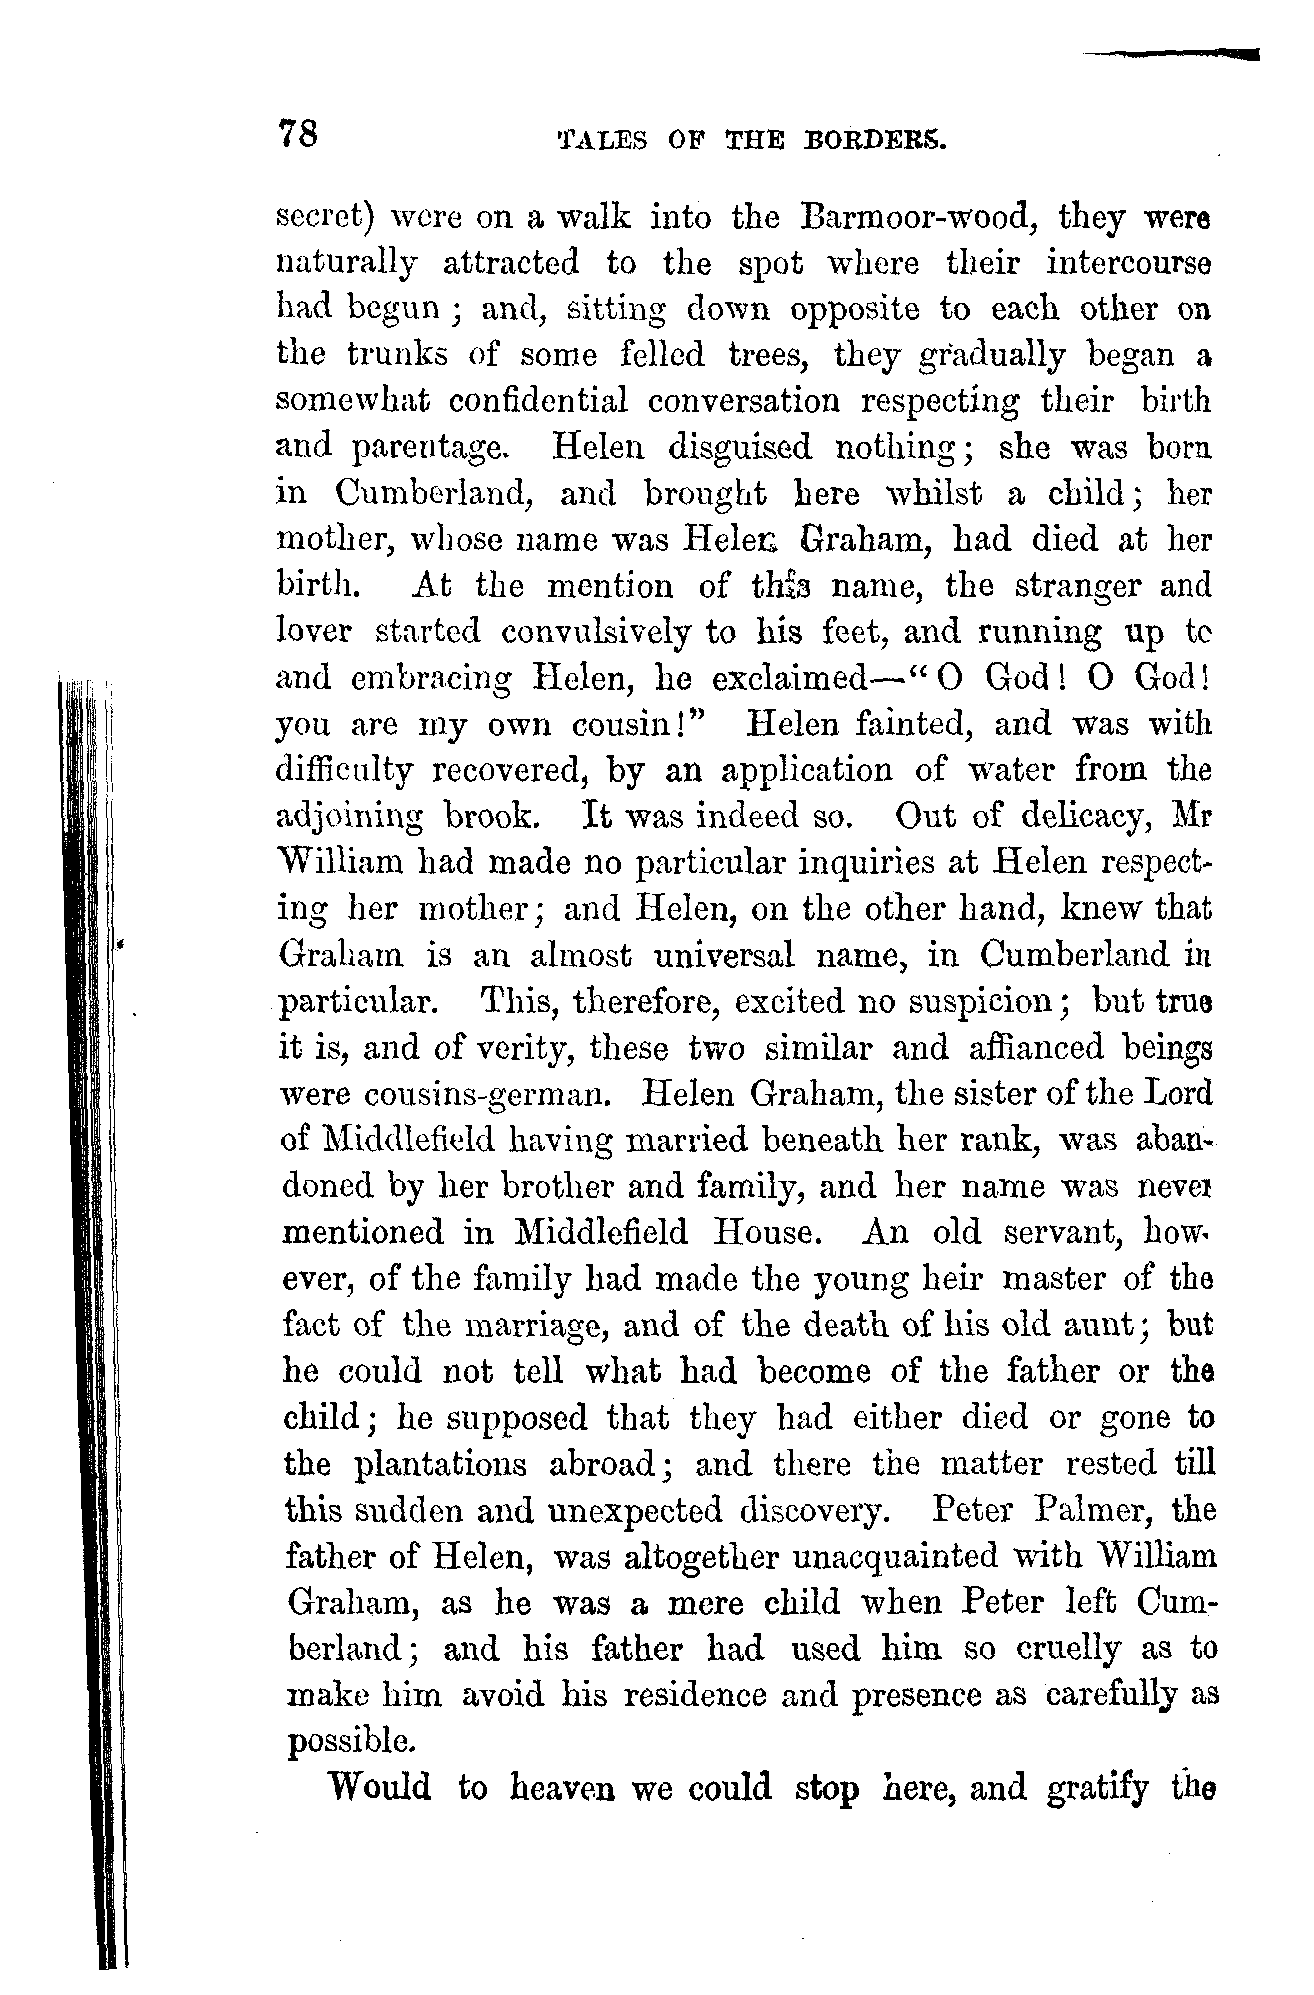 78 TALES OF THE BORDERS.
secret) were on a walk into the Barmoor-wood, they were
naturally attracted to the spot where their intercourse
had begun; and, sitting down opposite to each other on
the trunks of some felled trees, they gradually began a
somewhat confidential conversation respecting their birth
and parentage. Helen disguised nothing; she was born
in Cumberland, and brought here whilst a child; her
mother, whose name was Helen Graham, had died at her
birth. At the mention of this name, the stranger and
lover started convulsively to his feet, and running up to
and embracing Helen, he exclaimed—"O God! O God!
you are my own cousin!" Helen fainted, and was with
difficulty recovered, by an application of water from the
adjoining brook. It was indeed so. Out of delicacy, Mr
William had made no particular inquiries at Helen respect-
ing her mother; and Helen, on the other hand, knew that
Graham is an almost universal name, in Cumberland in
particular. This, therefore, excited no suspicion; but true
it is, and of verity, these two similar and affianced beings
were cousins-german. Helen Graham, the sister of the Lord
of Middlefield having married beneath her rank, was aban-
doned by her brother and family, and her name was never
mentioned in Middlefield House. An old servant, how-
ever, of the family had made the young heir master of the
fact of the marriage, and of the death of his old aunt; but
he could not tell what had become of the father or the
child; he supposed that they had either died or gone to
the plantations abroad; and there the matter rested till
this sudden and unexpected discovery. Peter Palmer, the
father of Helen, was altogether unacquainted with William
Graham, as he was a mere child when Peter left Cum-
berland; and his father had used him so cruelly as to
make him avoid his residence and presence as carefully as
possible.
Would to heaven we could stop here, and gratify the